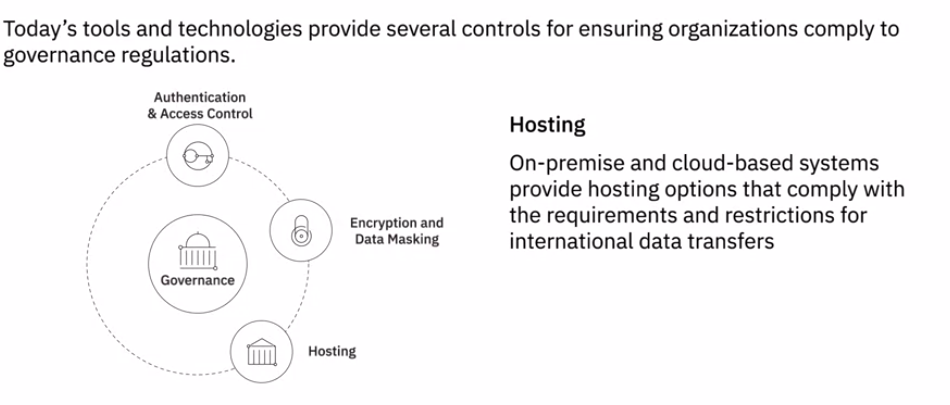 Today's tools and technologies provide several controls for ensuring organizations comply to
governance regulations.
Authentication
& Access Control
Encryption and
Data Masking
Governance
Hosting
Hosting
On-premise and cloud-based systems
provide hosting options that comply with
the requirements and restrictions for
international data transfers